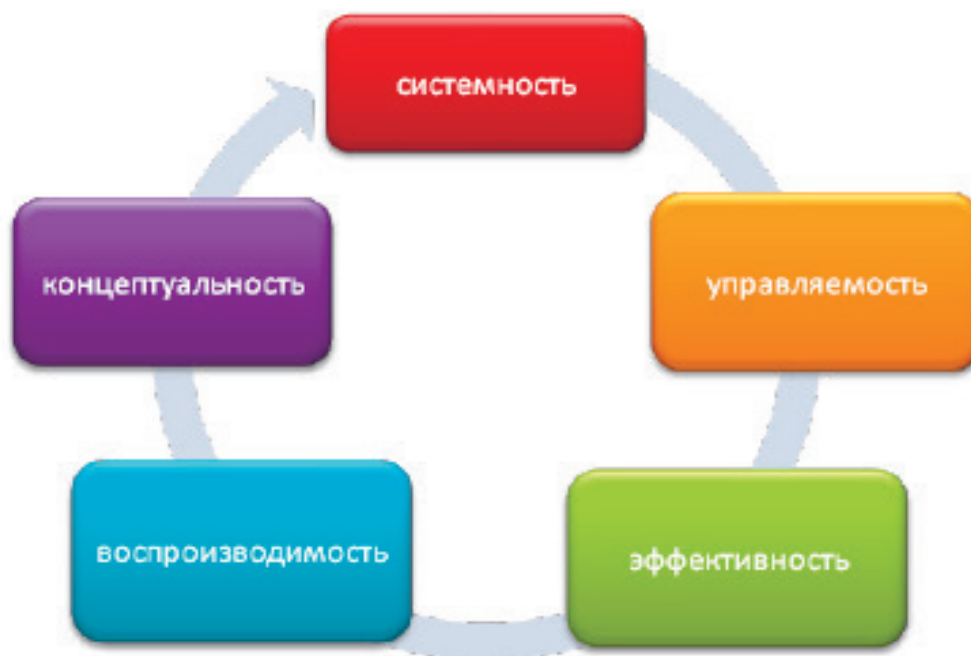 системность
управляемость
эффективность
воспроизводимость
концептуальность